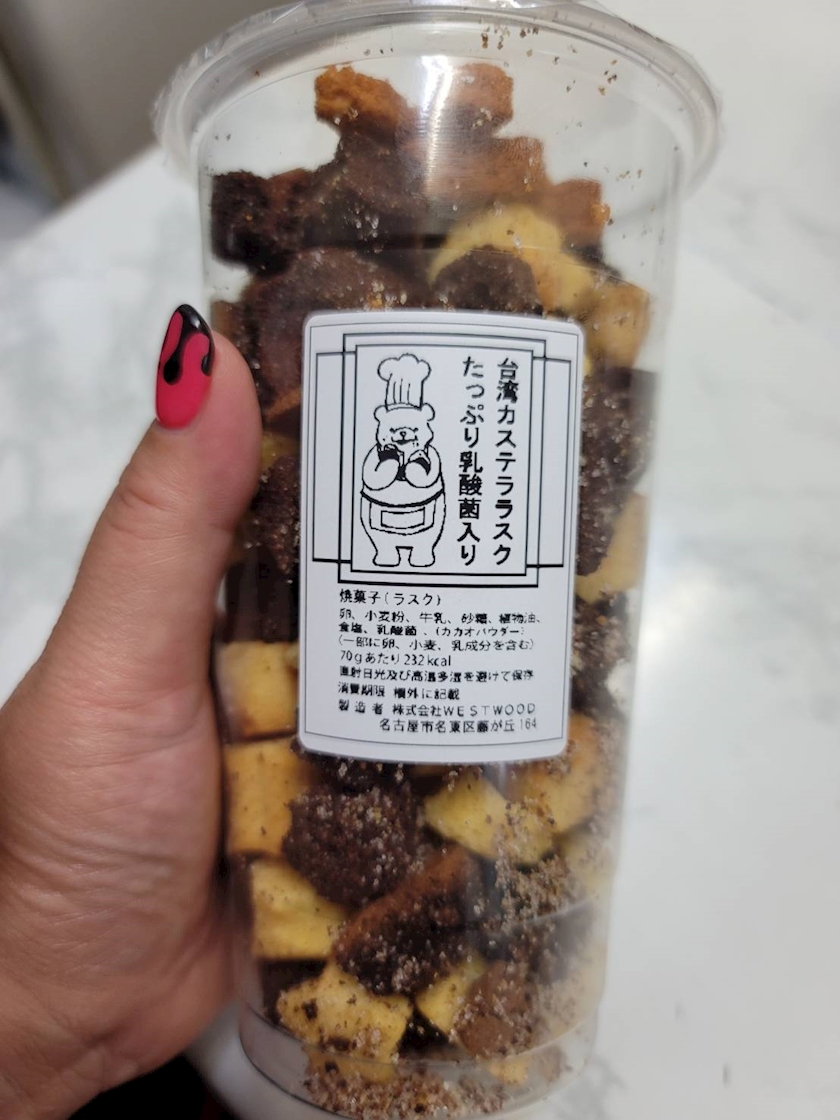 台湾カステララスク
たっぷり乳酸菌入り
焼菓子(ラスク)
卵、小麦粉、牛乳、砂糖、植物油、
食塩、乳酸菌、(カカオパウダー)
(一部に卵、小麦、乳成分を含む)
70gあたり232kcal
直射日光及び高温多湿を避けて保存
消費期限 欄外に記載
製造者 株式会社WESTWOOD
名古屋市名東区藤が丘164